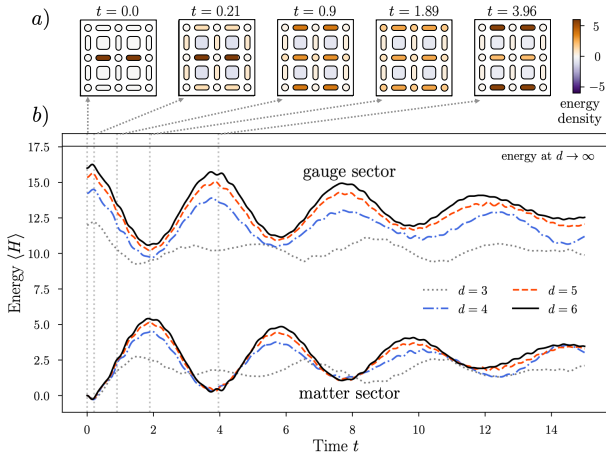 a)
t = 0.0 t = 0.21 t = 0.9 t = 1.89 t = 3.96
5
0
−5
energy
density
b)
17.5
energy at d → ∞
gauge sector
15.0
12.5
10.0
7.5
5.0
2.5
0.0
Energy ⟨H⟩
d = 3 d = 5
d = 4 d = 6
matter sector
0 2 4 6 8 10 12 14
Time t